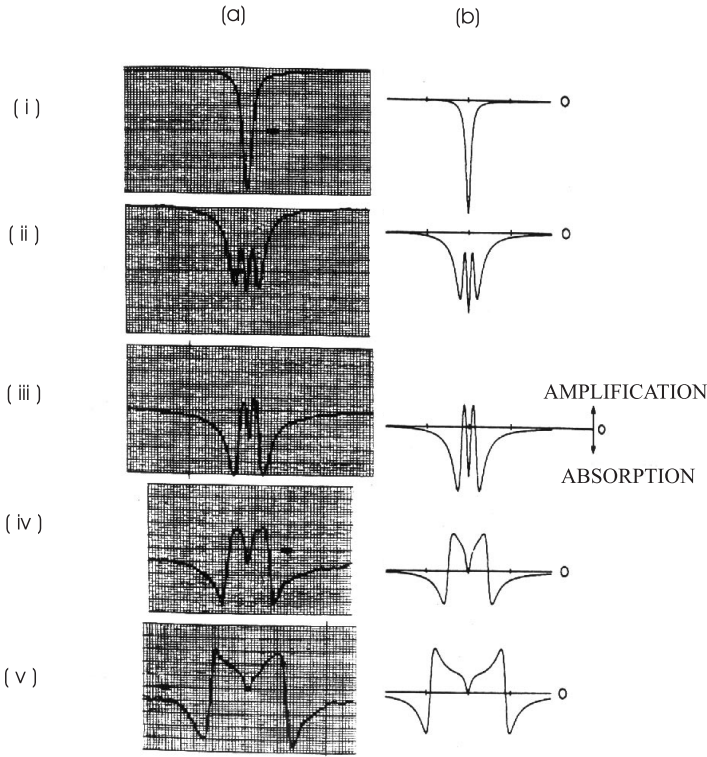 (a) (b)
( i ) O
( ii ) O
( iii ) AMPLIFICATION
O
ABSORPTION
( iv ) O
( v ) O